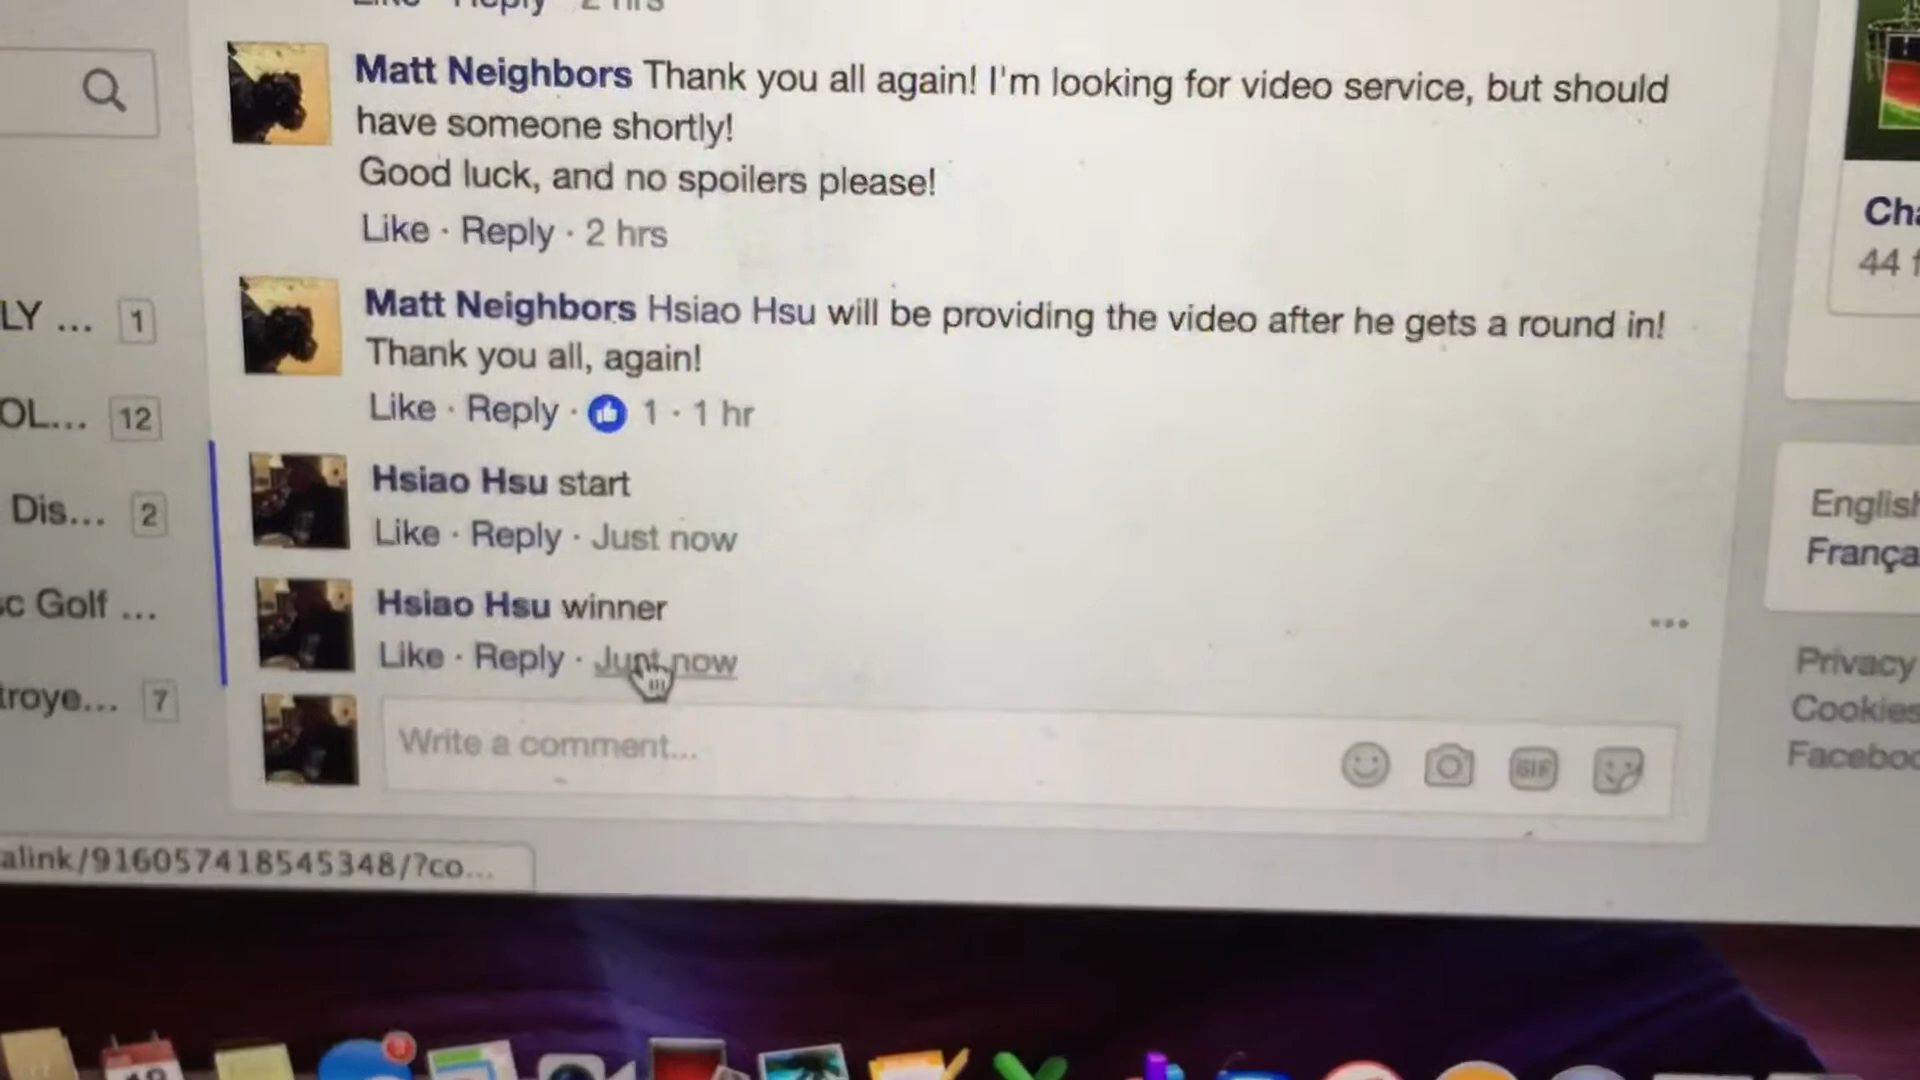 Reply 2 hrs
Matt Neighbors Thank you all again! I'm looking for video service, but should
have someone shortly!
Good luck, and no spoilers please!
Like · Reply · 2 hrs
Matt Neighbors Hsiao Hsu will be providing the video after he gets a round in!
Thank you all, again!
Like · Reply · 1 · 1 hr
Hsiao Hsu start
Like · Reply · Just now
Hsiao Hsu winner
Like · Reply · Just now
Write a comment...
GIF
LY ... 1
OL... 12
Dis... 2
c Golf ...
troye... 7
Cha
44 f
English
França
Privacy
Cookies
Faceboo
alink/916057418545348/?co...